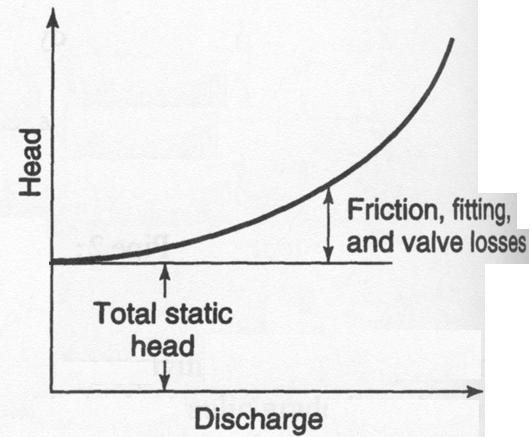 Head
Friction, fitting,
and valve losses
Total static
head
Discharge